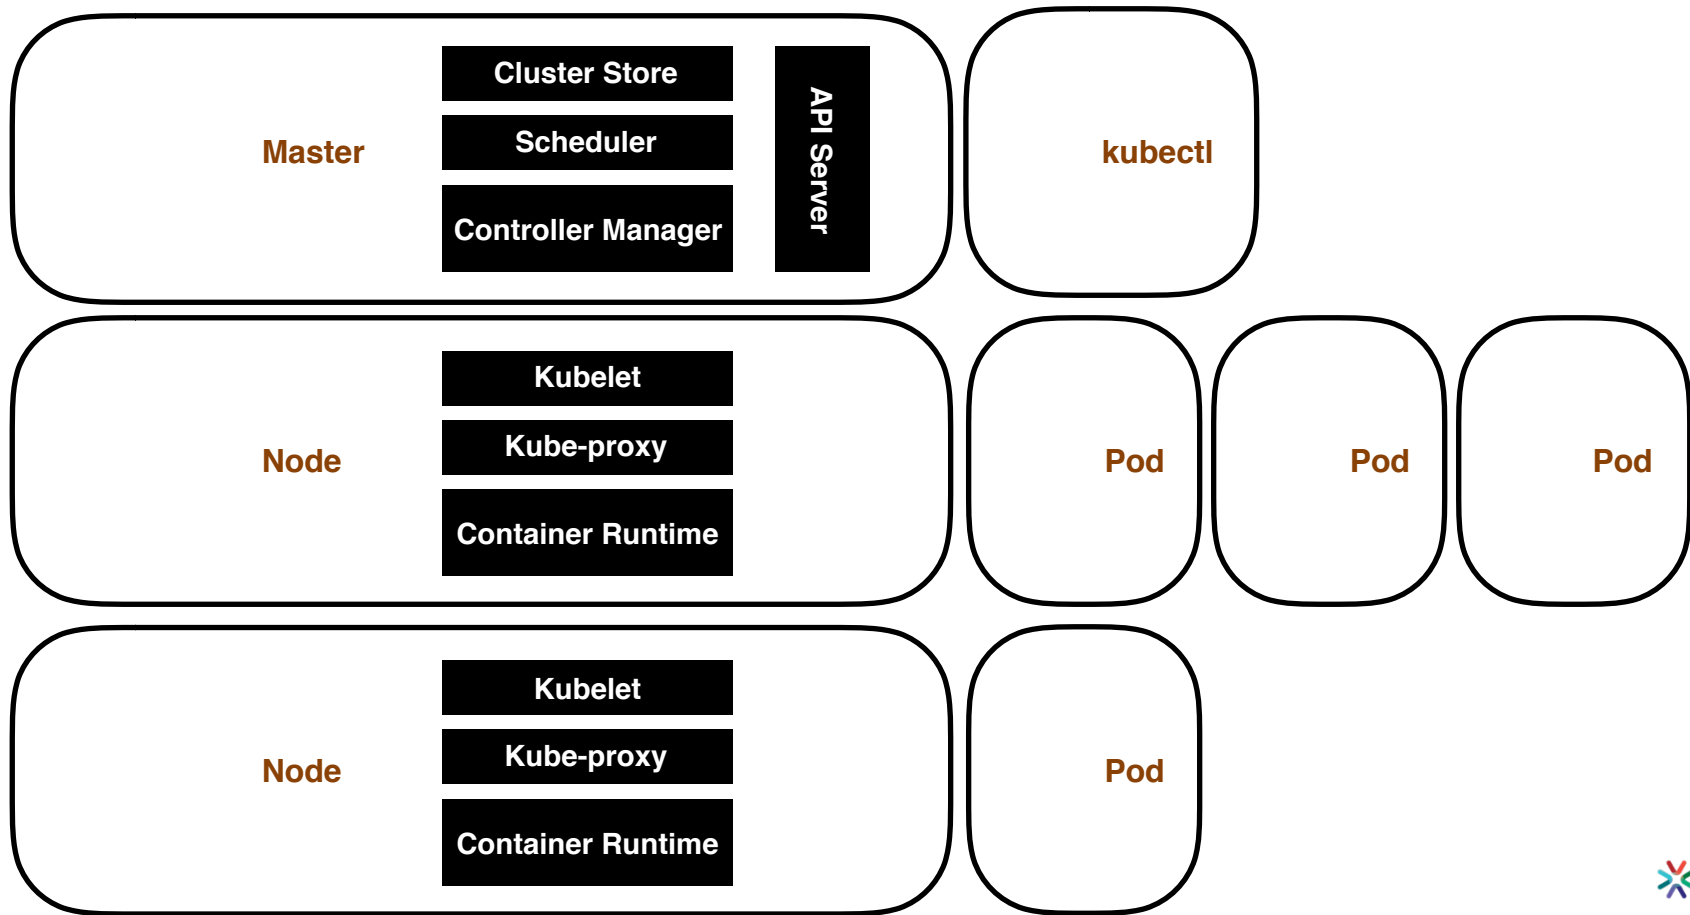 Master
Cluster Store
Scheduler
Controller Manager
API Server
kubectl
Node
Kubelet
Kube-proxy
Container Runtime
Pod
Pod
Pod
Node
Kubelet
Kube-proxy
Container Runtime
Pod